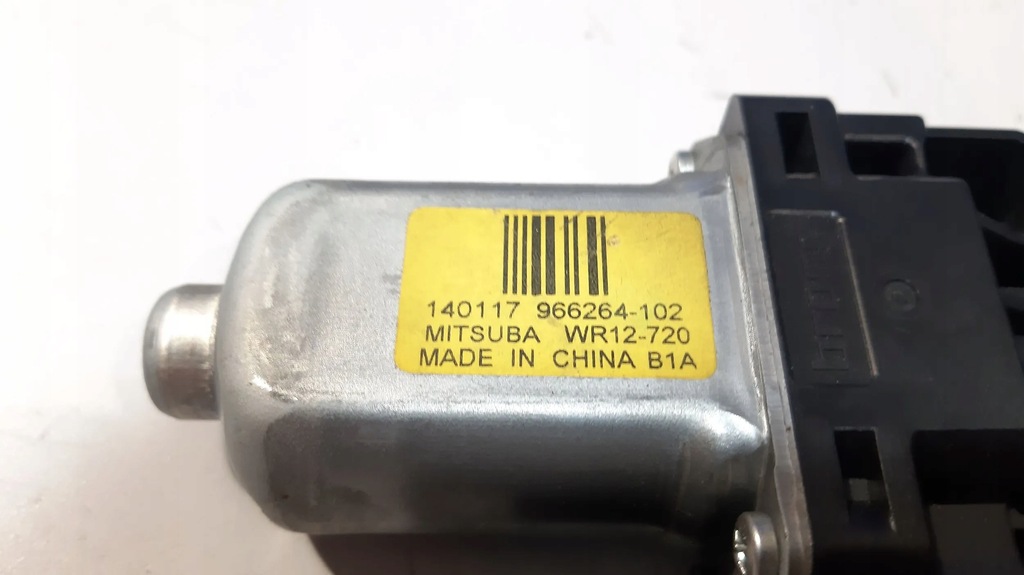 140117 966264-102
MITSUBA WR12-720
MADE IN CHINA B1A